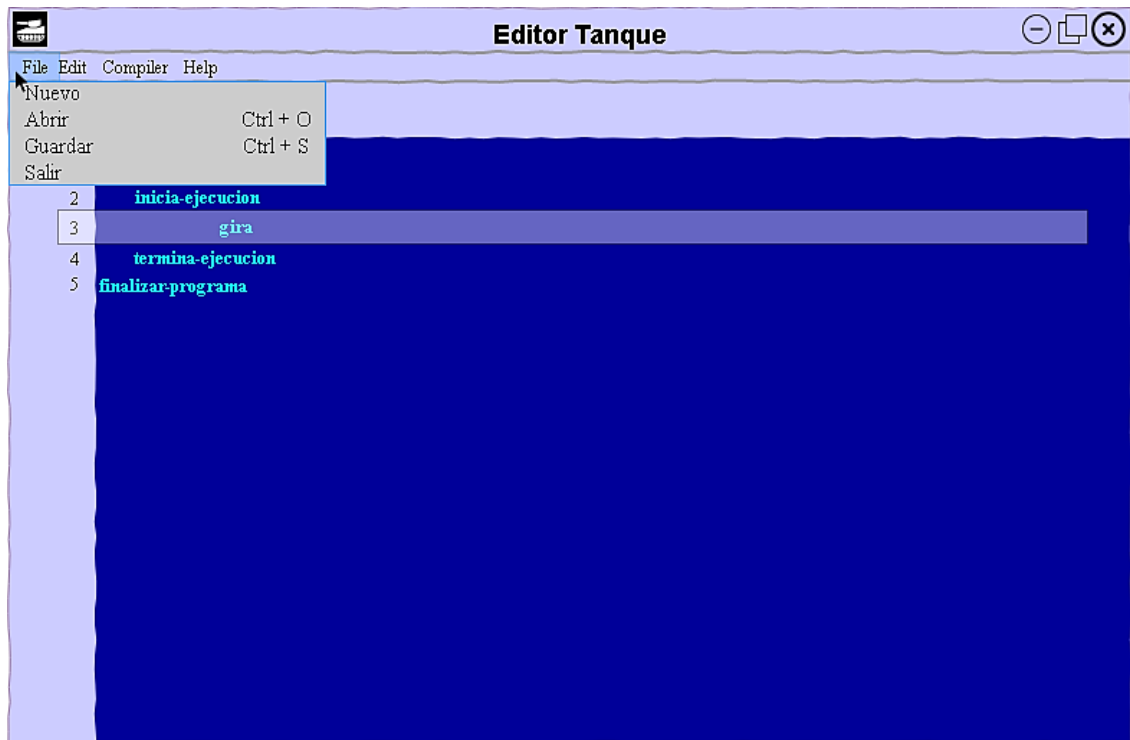 Editor Tanque
File Edit Compiler Help
Nuevo
Abrir Ctrl + O
Guardar Ctrl + S
Salir
2 inicia-ejecucion
3 gira
4 termina-ejecucion
5 finalizar-programa